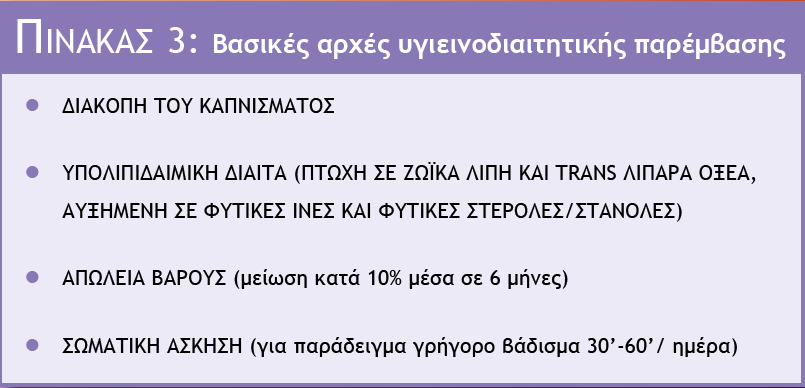 ΠΙΝΑΚΑΣ 3: Βασικές αρχές υγιεινοδιαιτητικής παρέμβασης
● ΔΙΑΚΟΠΗ ΤΟΥ ΚΑΠΝΙΣΜΑΤΟΣ
● ΥΠΟΛΙΠΙΔΑΙΜΙΚΗ ΔΙΑΙΤΑ (ΠΤΩΧΗ ΣΕ ΖΩΪΚΑ ΛΙΠΗ ΚΑΙ TRANS ΛΙΠΑΡΑ ΟΞΕΑ,
ΑΥΞΗΜΕΝΗ ΣΕ ΦΥΤΙΚΕΣ ΙΝΕΣ ΚΑΙ ΦΥΤΙΚΕΣ ΣΤΕΡΟΛΕΣ/ΣΤΑΝΟΛΕΣ)
● ΑΠΩΛΕΙΑ ΒΑΡΟΥΣ (μείωση κατά 10% μέσα σε 6 μήνες)
● ΣΩΜΑΤΙΚΗ ΑΣΚΗΣΗ (για παράδειγμα γρήγορο βάδισμα 30’-60’/ ημέρα)